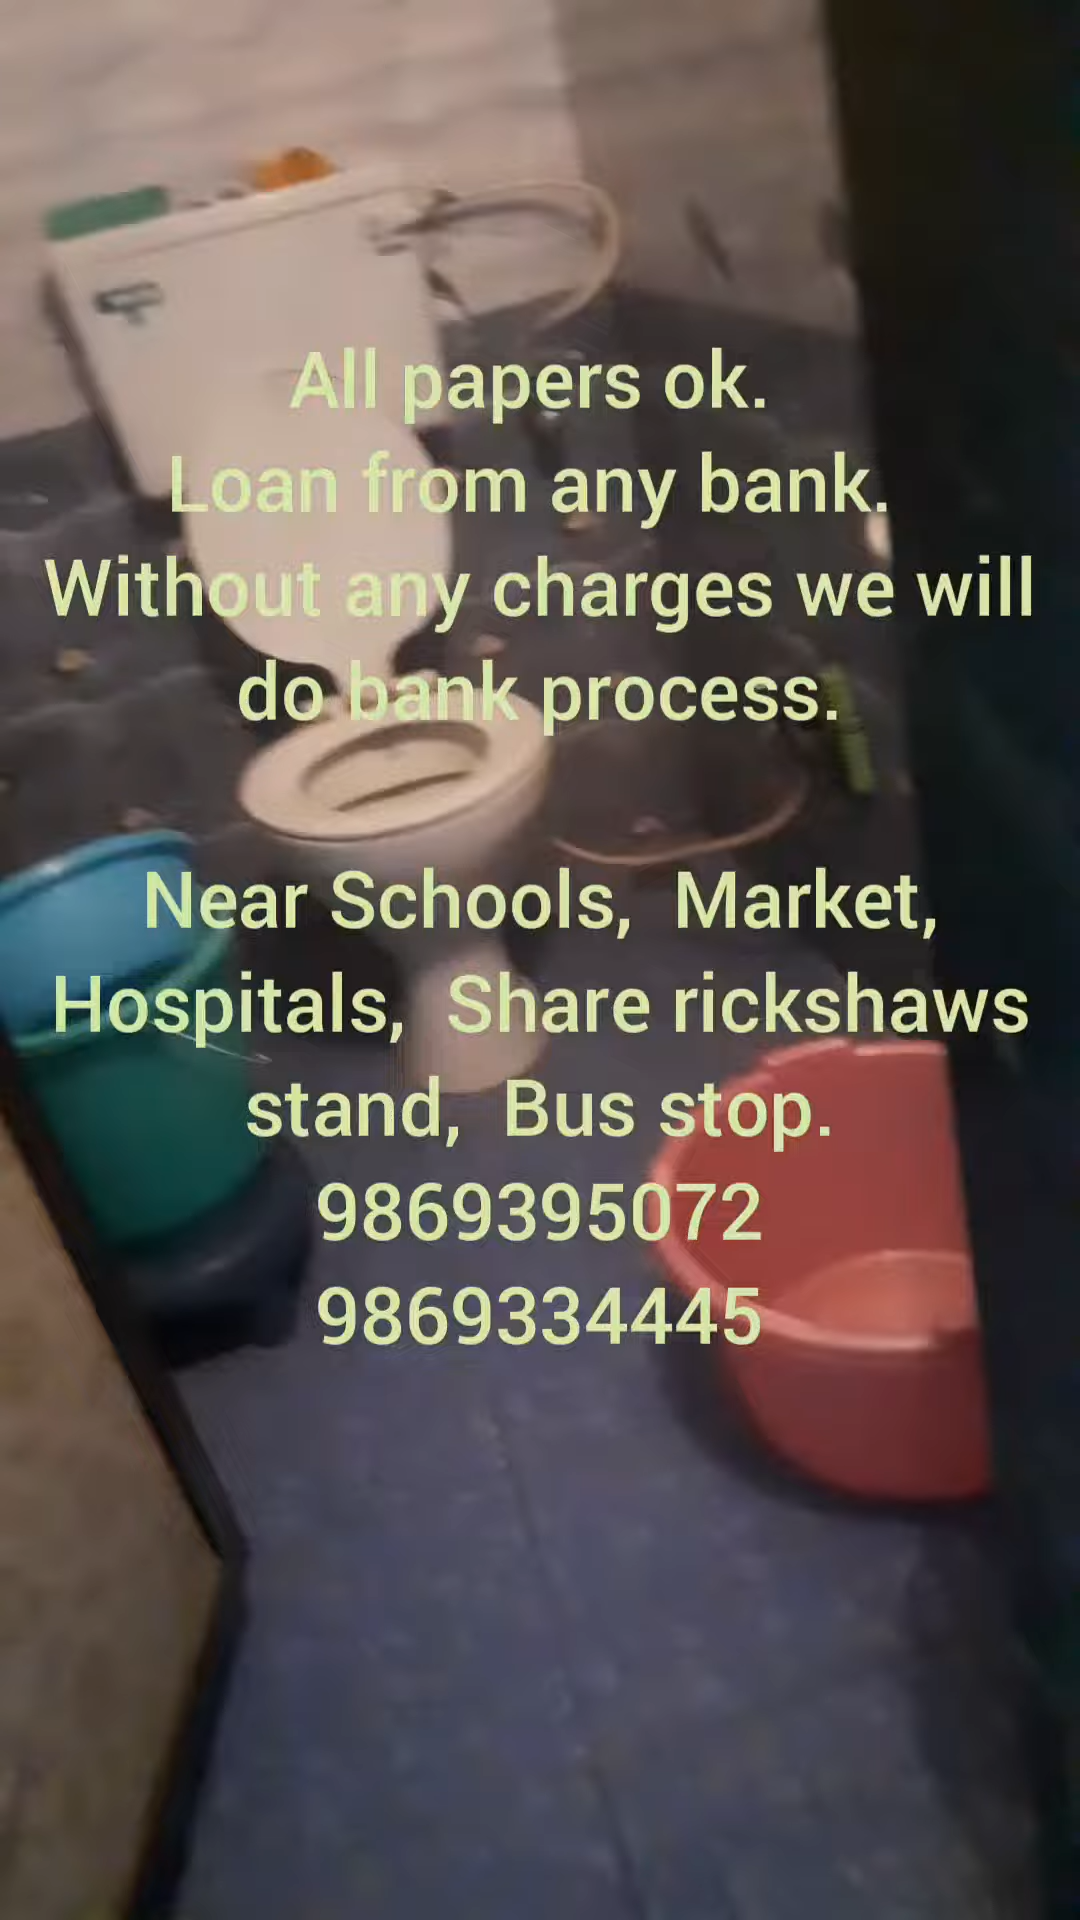 All papers ok.
Loan from any bank.
Without any charges we will
do bank process.
Near Schools,  Market,
Hospitals,  Share rickshaws
stand,  Bus stop.
9869395072
9869334445